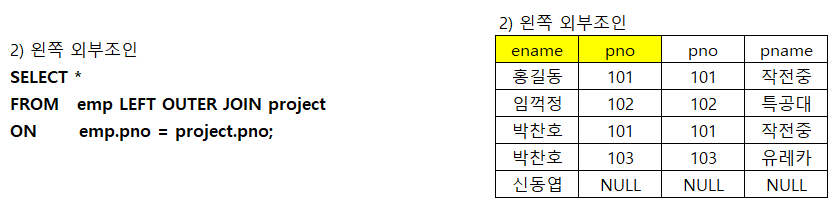 2) 왼쪽 외부조인
SELECT *
FROM emp LEFT OUTER JOIN project
ON emp.pno = project.pno;
2) 왼쪽 외부조인
ename pno pno pname
홍길동 101 101 작전중
임꺽정 102 102 특공대
박찬호 101 101 작전중
박찬호 103 103 유레카
신동엽 NULL NULL NULL